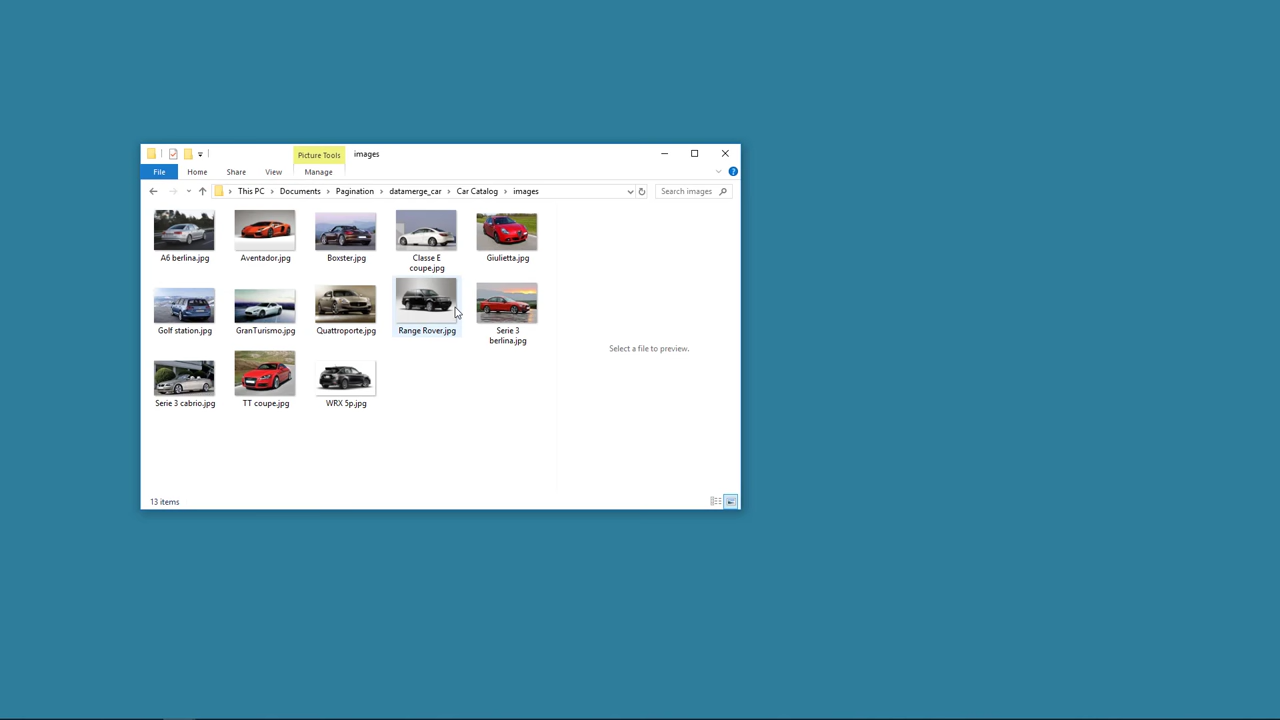 Picture Tools
images
File
Home
Share
View
Manage
This PC
Documents
Pagination
datamerge_car
Car Catalog
images
Search images
A6 berlina.jpg
Aventador.jpg
Boxster.jpg
Classe E
coupe.jpg
Giulietta.jpg
Golf station.jpg
GranTurismo.jpg
Quattroporte.jpg
Range Rover.jpg
Serie 3
berlina.jpg
Select a file to preview.
Serie 3 cabrio.jpg
TT coupe.jpg
WRX 5p.jpg
13 items